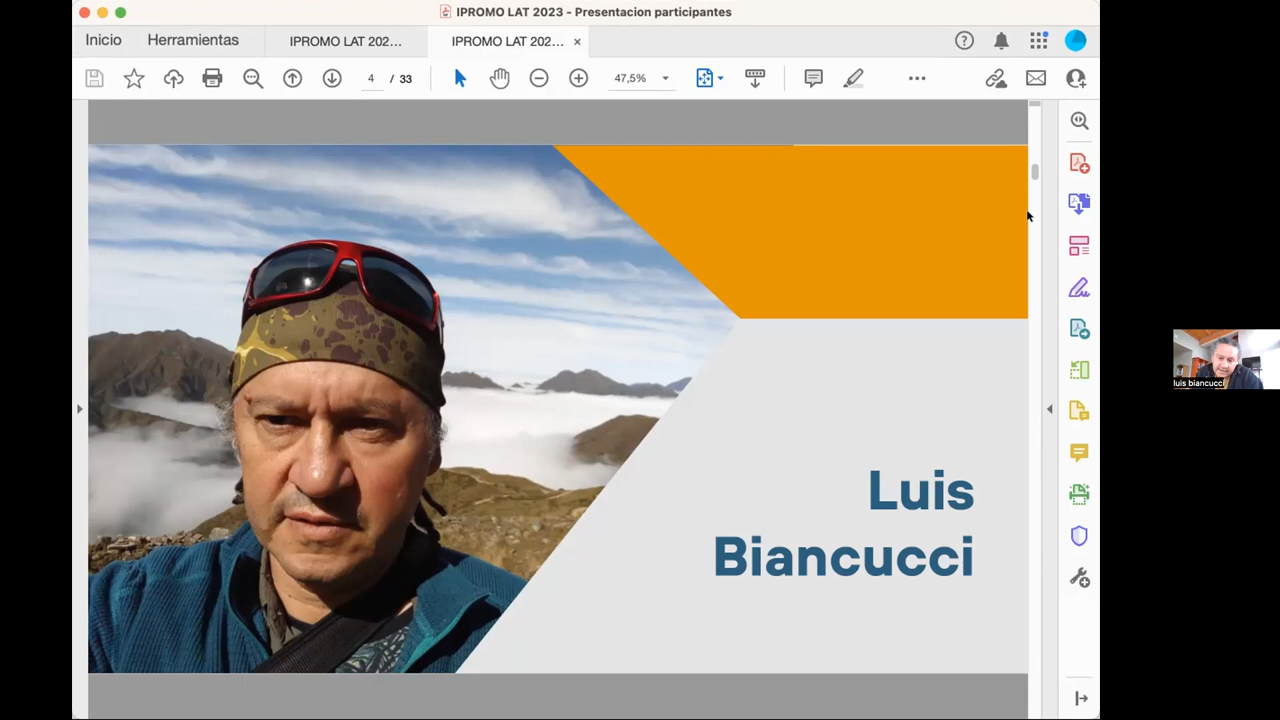 IPROMO LAT 2023 - Presentacion participantes
Inicio
Herramientas
IPROMO LAT 202...
IPROMO LAT 202...
4 / 33
47,5%
Luis
Biancucci
luis biancucci